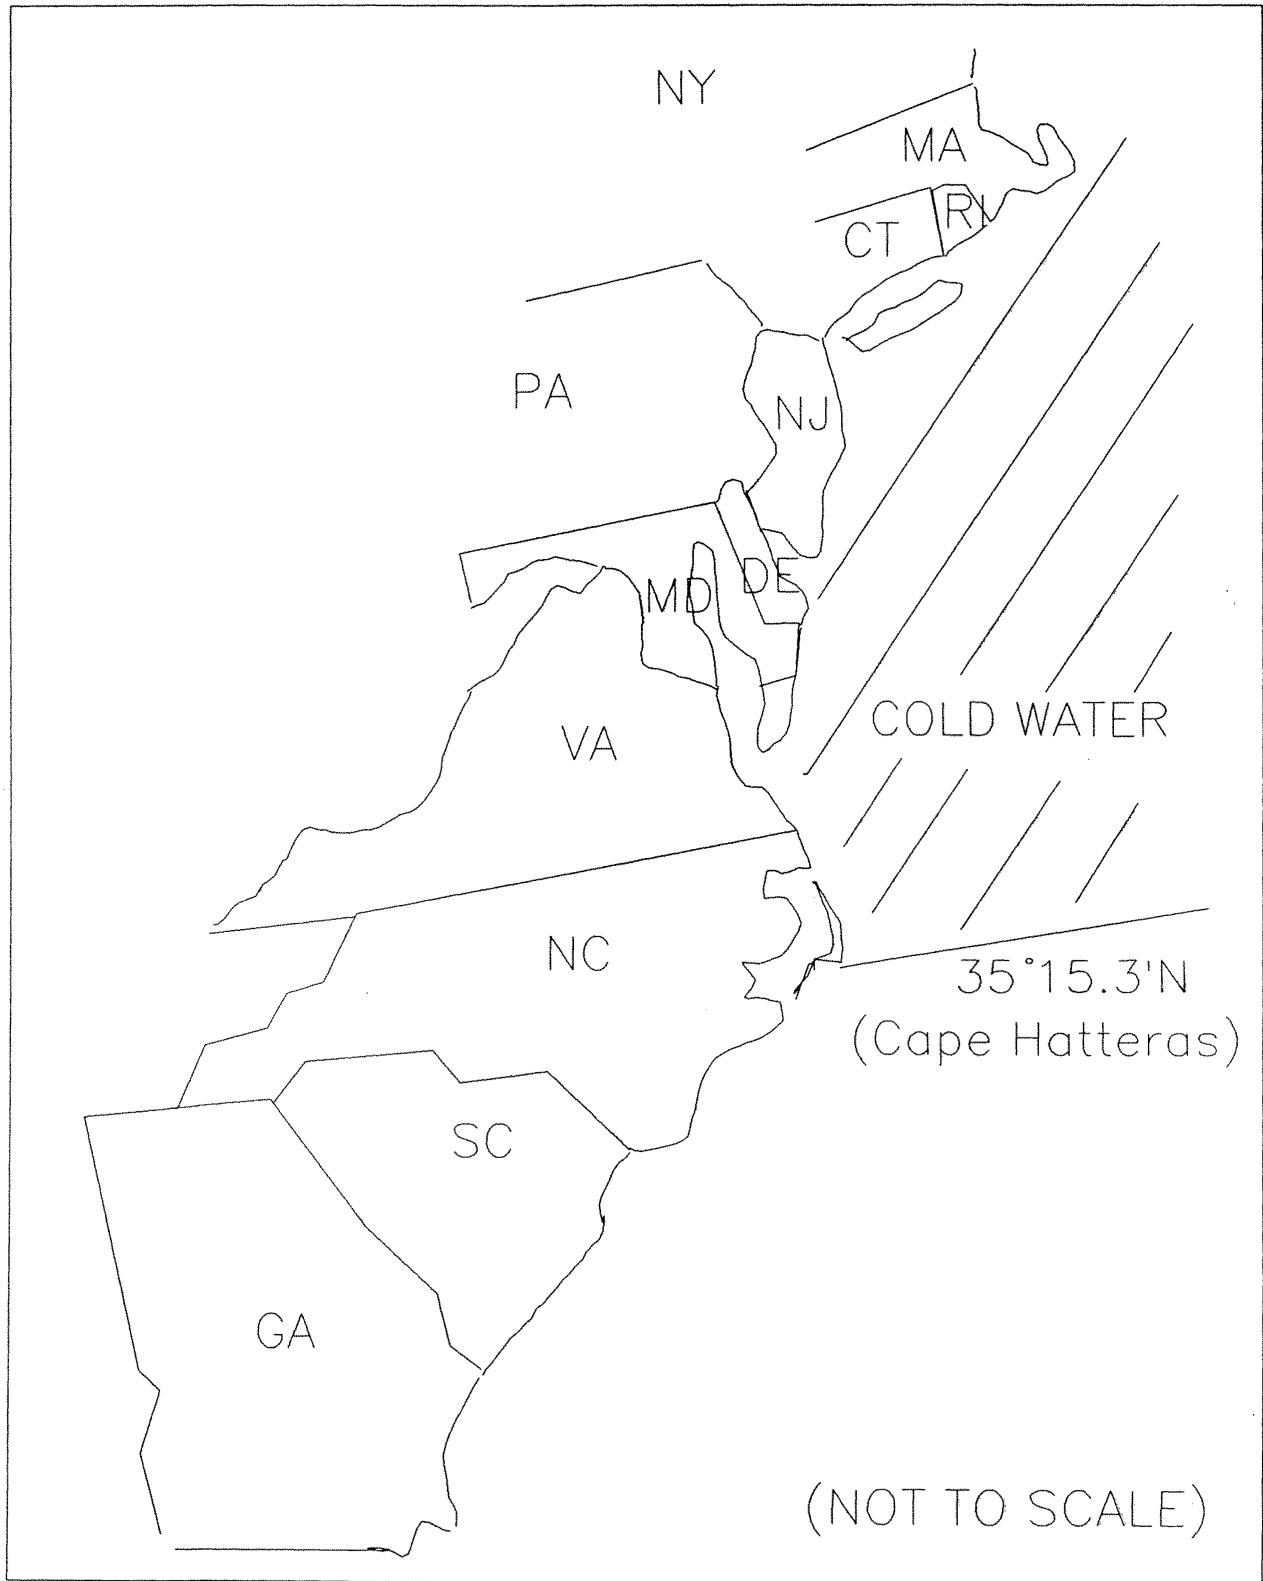 NY
MA
RI
CT
PA
NJ
DE
MD
COLD WATER
VA
NC
35°15.3'N
(Cape Hatteras)
SC
GA
(NOT TO SCALE)